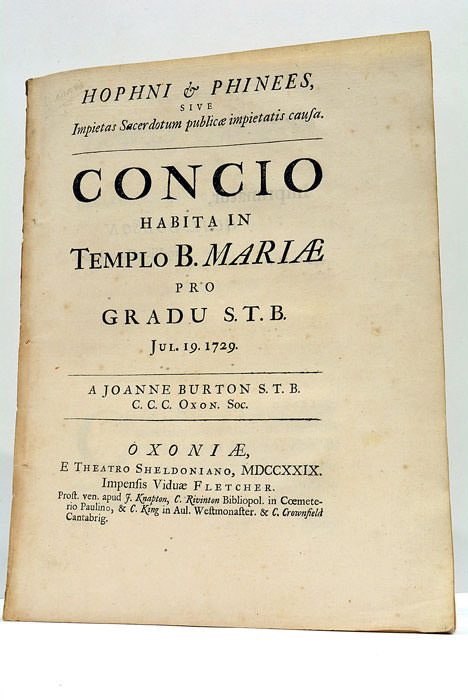 HOPHNI & PHINEES,
SIVE
Impietas Sacerdotum publicæ impietatis cauſa.
CONCIO
HABITA IN
TEMPLO B. MARIÆ
PRO
GRADU S.T.B.
JUL. 19. 1729.
A JOANNE BURTON S.T.B.
C.C.C. OXON. Soc.
OXONIÆ,
E THEATRO SHELDONIANO, MDCCXXIX.
Impenſis Viduæ FLETCHER.
Proſt. ven. apud J. Knapton, C. Rivinton Bibliopol. in Cœmete-
rio Paulino, & C. King in Aul. Weſtmonaſter. & C. Crownfield
Cantabrig.